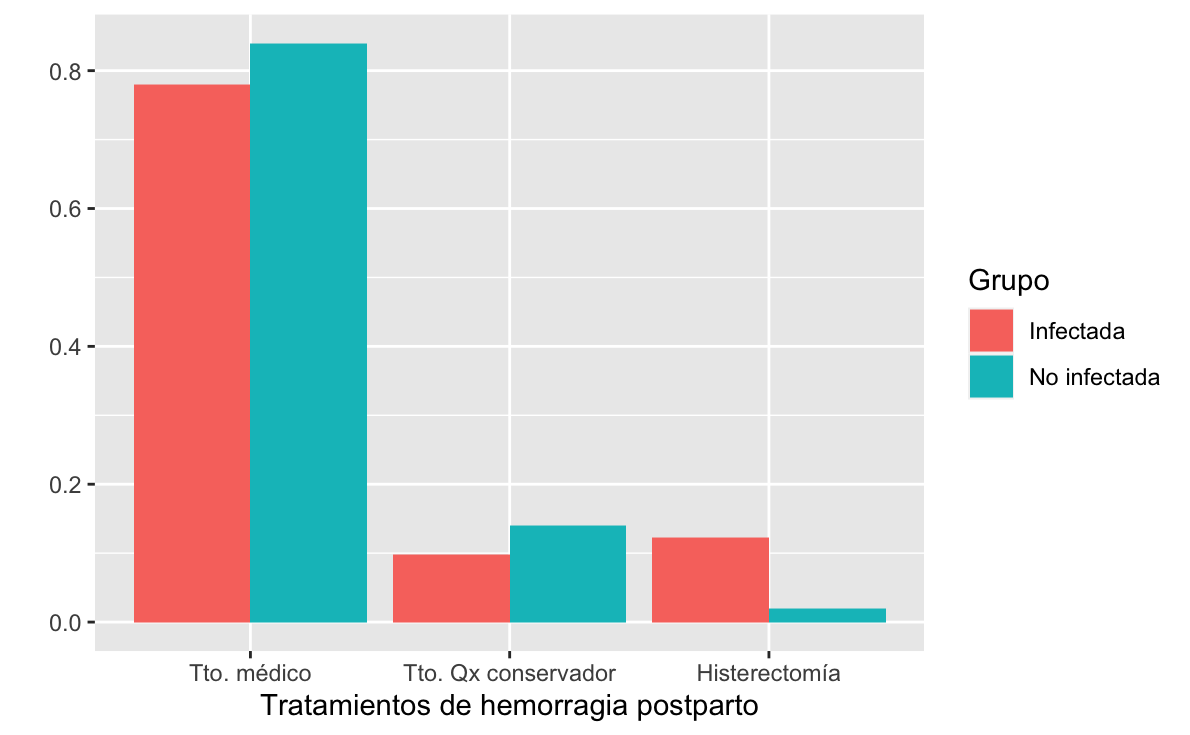 0.8
0.6
0.4
0.2
0.0
Tto. médico
Tto. Qx conservador
Histerectomía
Tratamientos de hemorragia postparto
Grupo
Infectada
No infectada